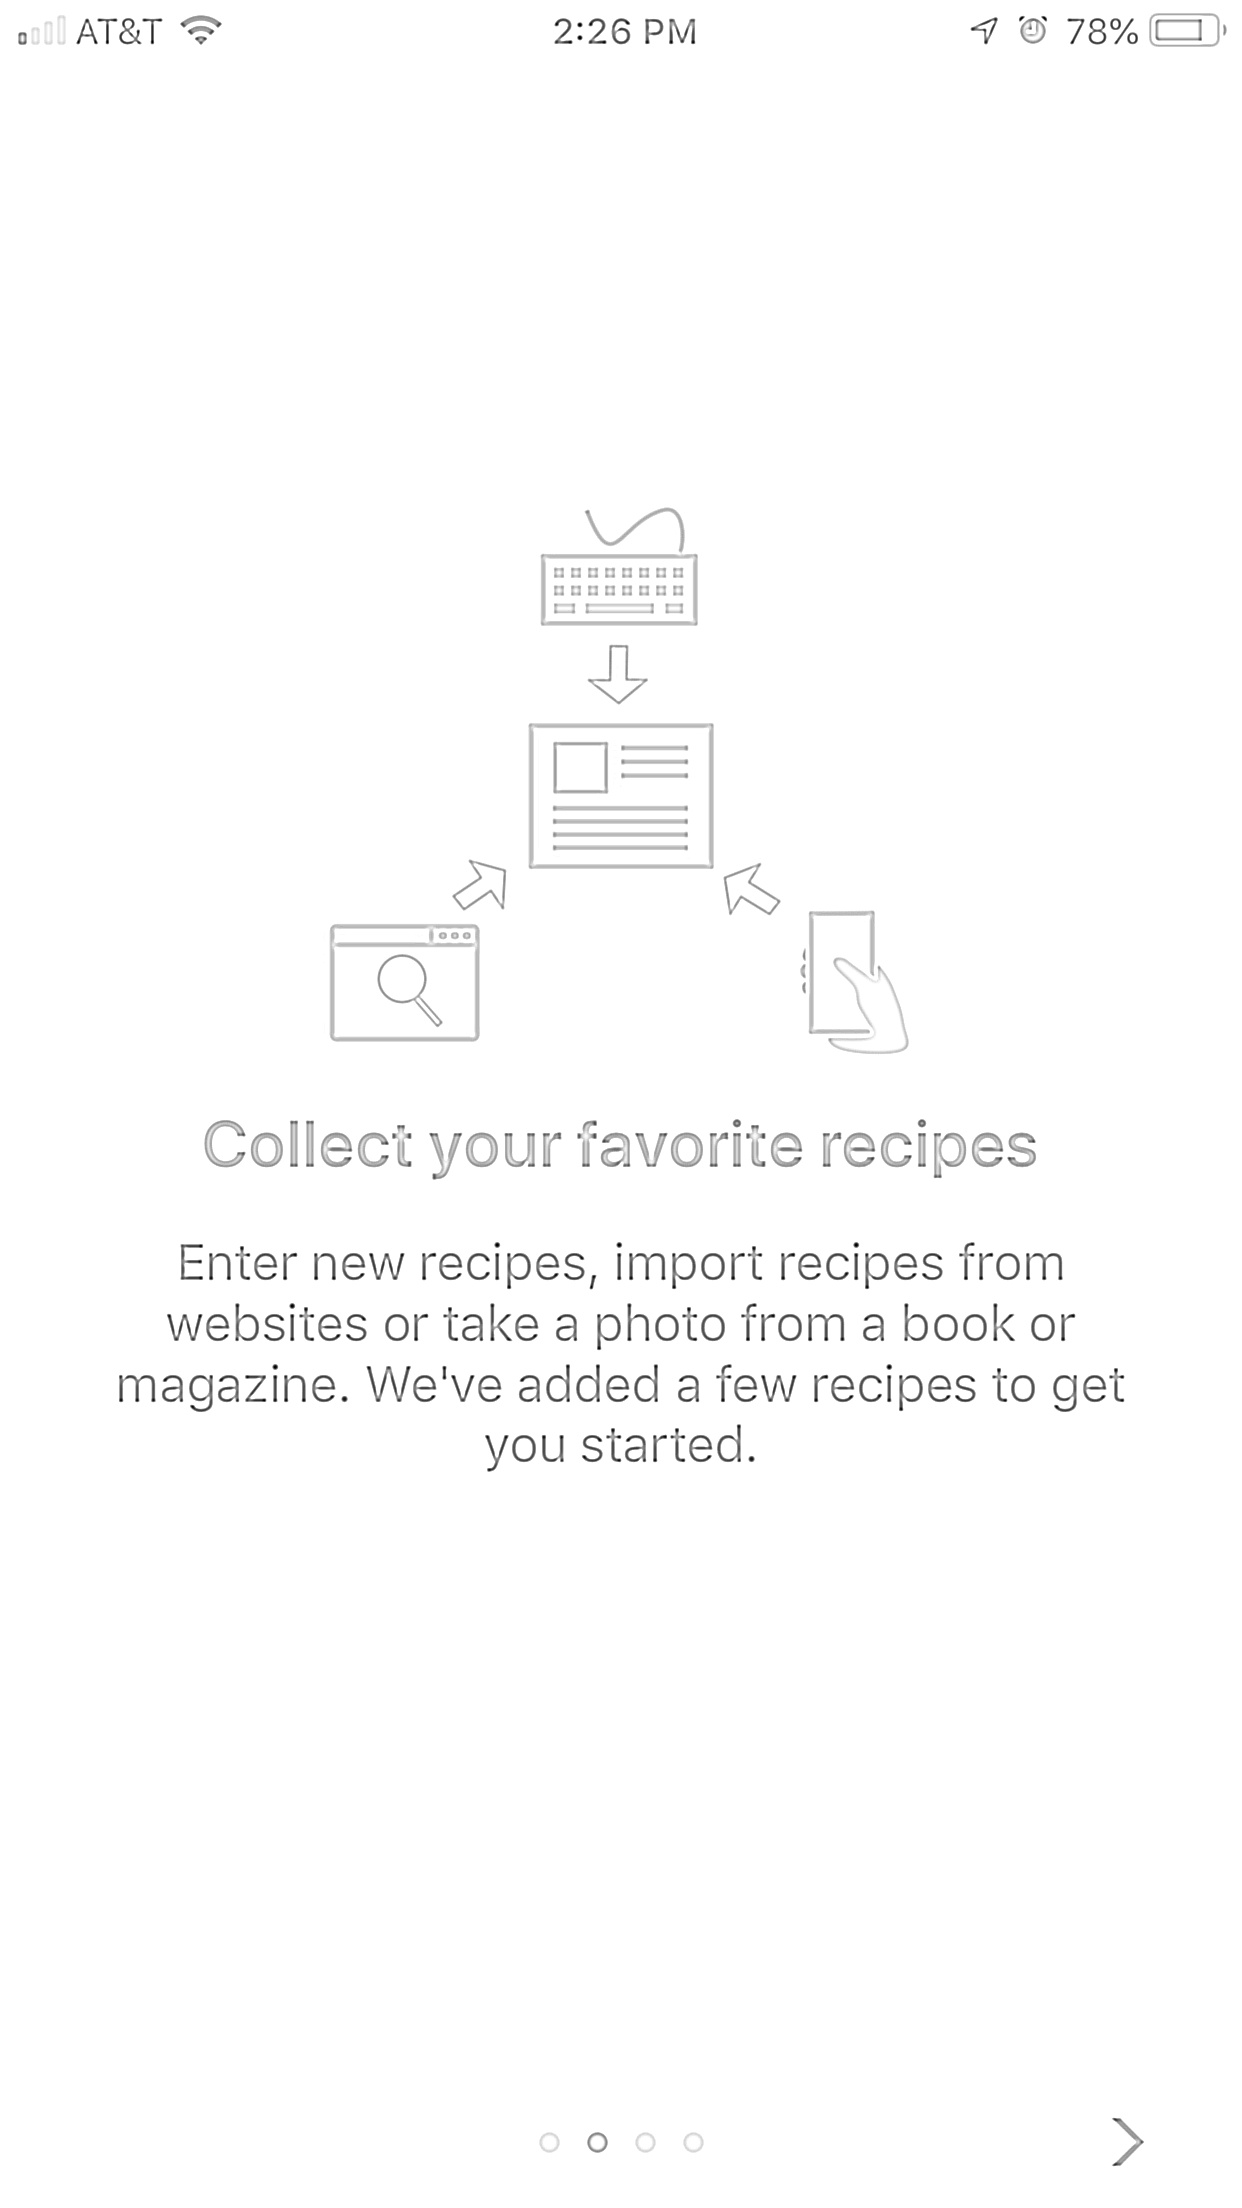 AT&T 2:26 PM 78%
Collect your favorite recipes
Enter new recipes, import recipes from
websites or take a photo from a book or
magazine. We've added a few recipes to get
you started.